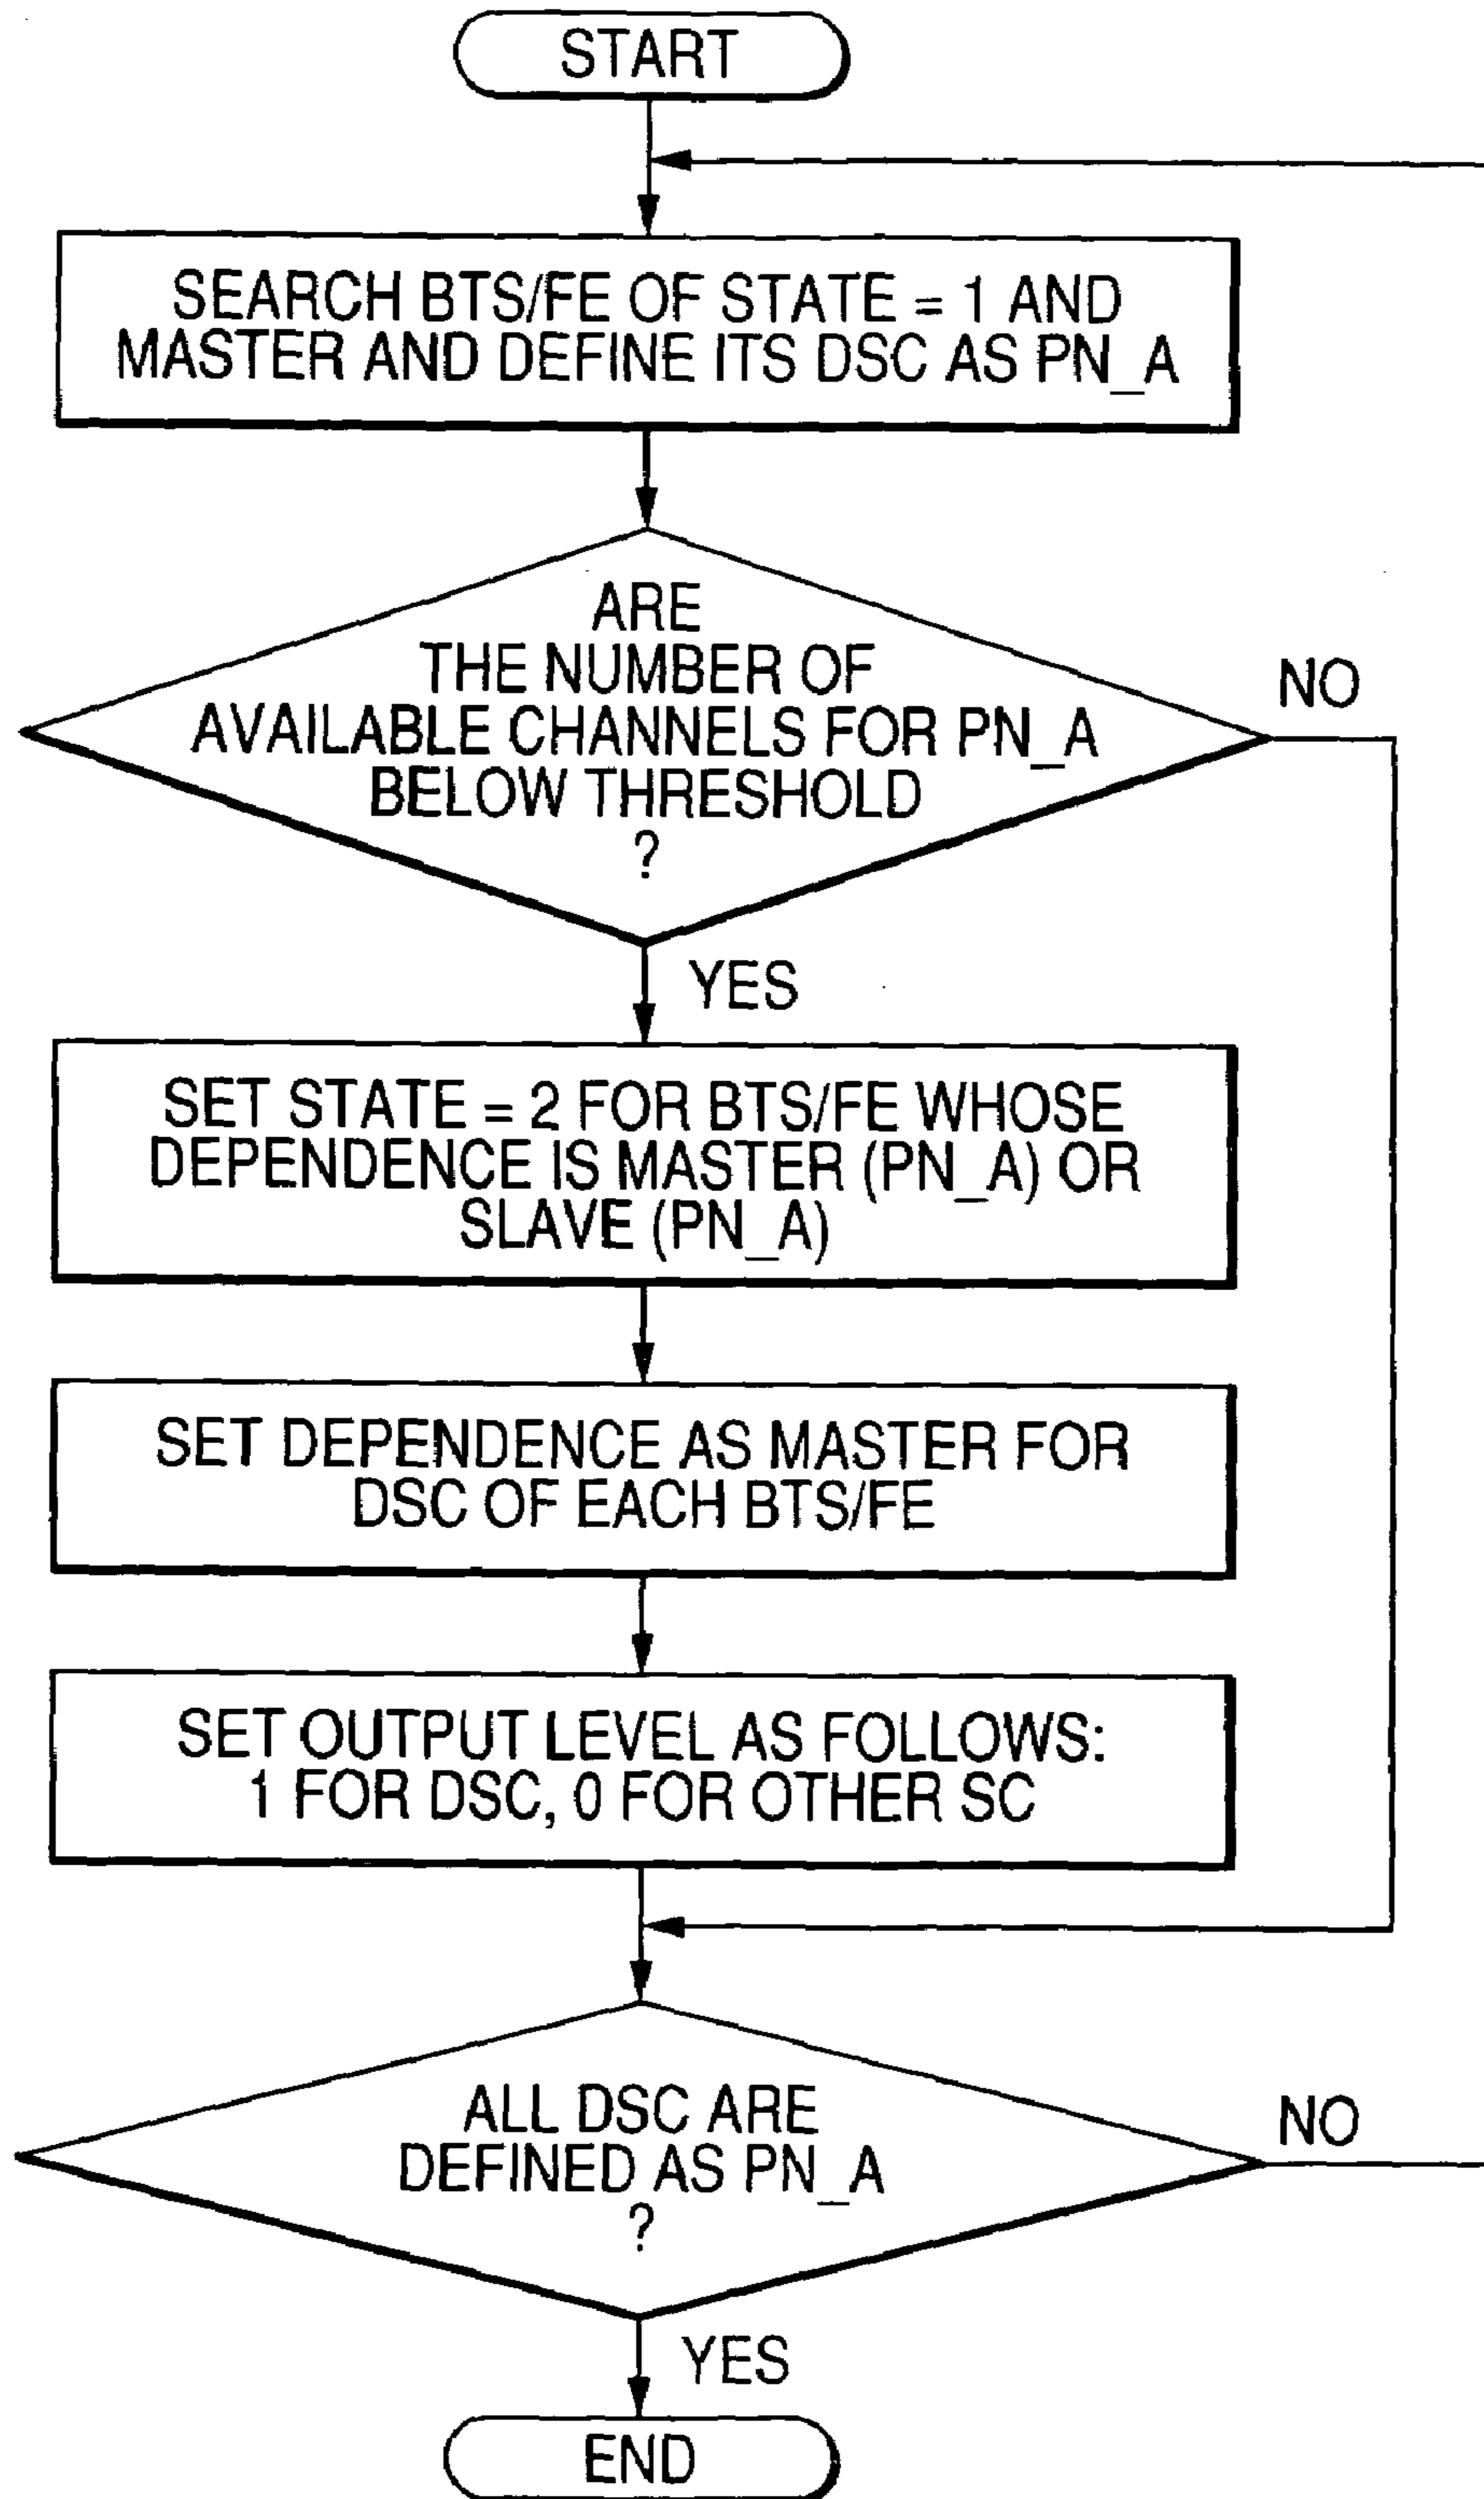 START
SEARCH BTS/FE OF STATE = 1 AND
MASTER AND DEFINE ITS DSC AS PN_A
ARE
THE NUMBER OF
AVAILABLE CHANNELS FOR PN_A
BELOW THRESHOLD
?
NO
YES
SET STATE = 2 FOR BTS/FE WHOSE
DEPENDENCE IS MASTER (PN_A) OR
SLAVE (PN_A)
SET DEPENDENCE AS MASTER FOR
DSC OF EACH BTS/FE
SET OUTPUT LEVEL AS FOLLOWS:
1 FOR DSC, 0 FOR OTHER SC
ALL DSC ARE
DEFINED AS PN_A
?
NO
YES
END